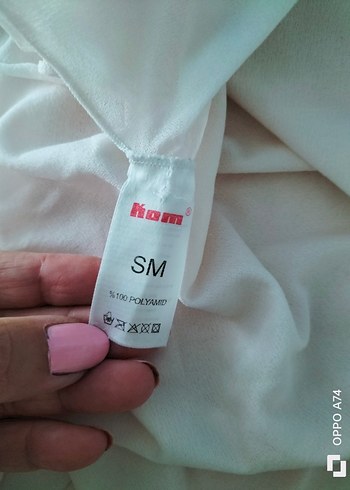 Kom®
SM
%100 POLYAMID
OPPO A74